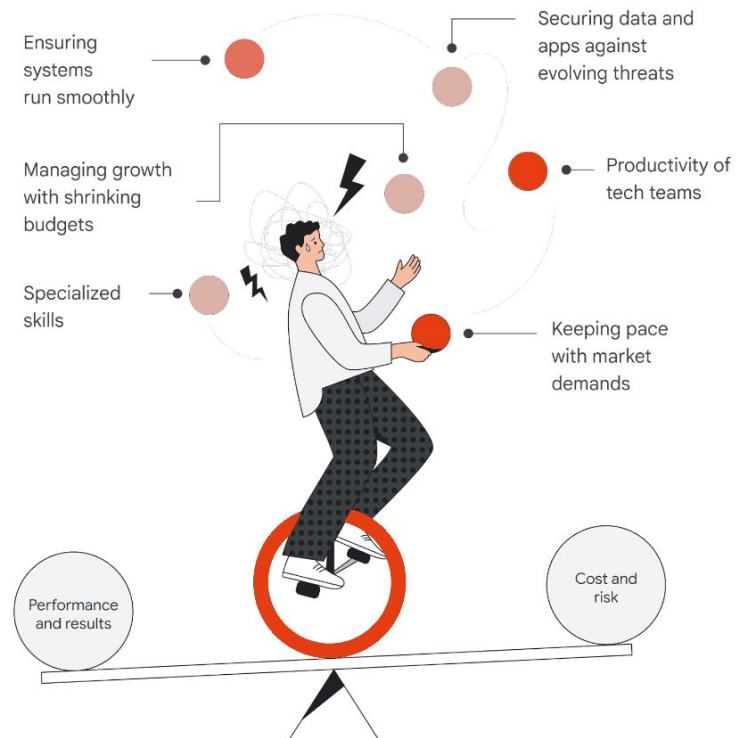 Ensuring
systems
run smoothly
Securing data and
apps against
evolving threats
Managing growth
with shrinking
budgets
Productivity of
tech teams
Specialized
skills
Keeping pace
with market
demands
Performance
and results
Cost and
risk